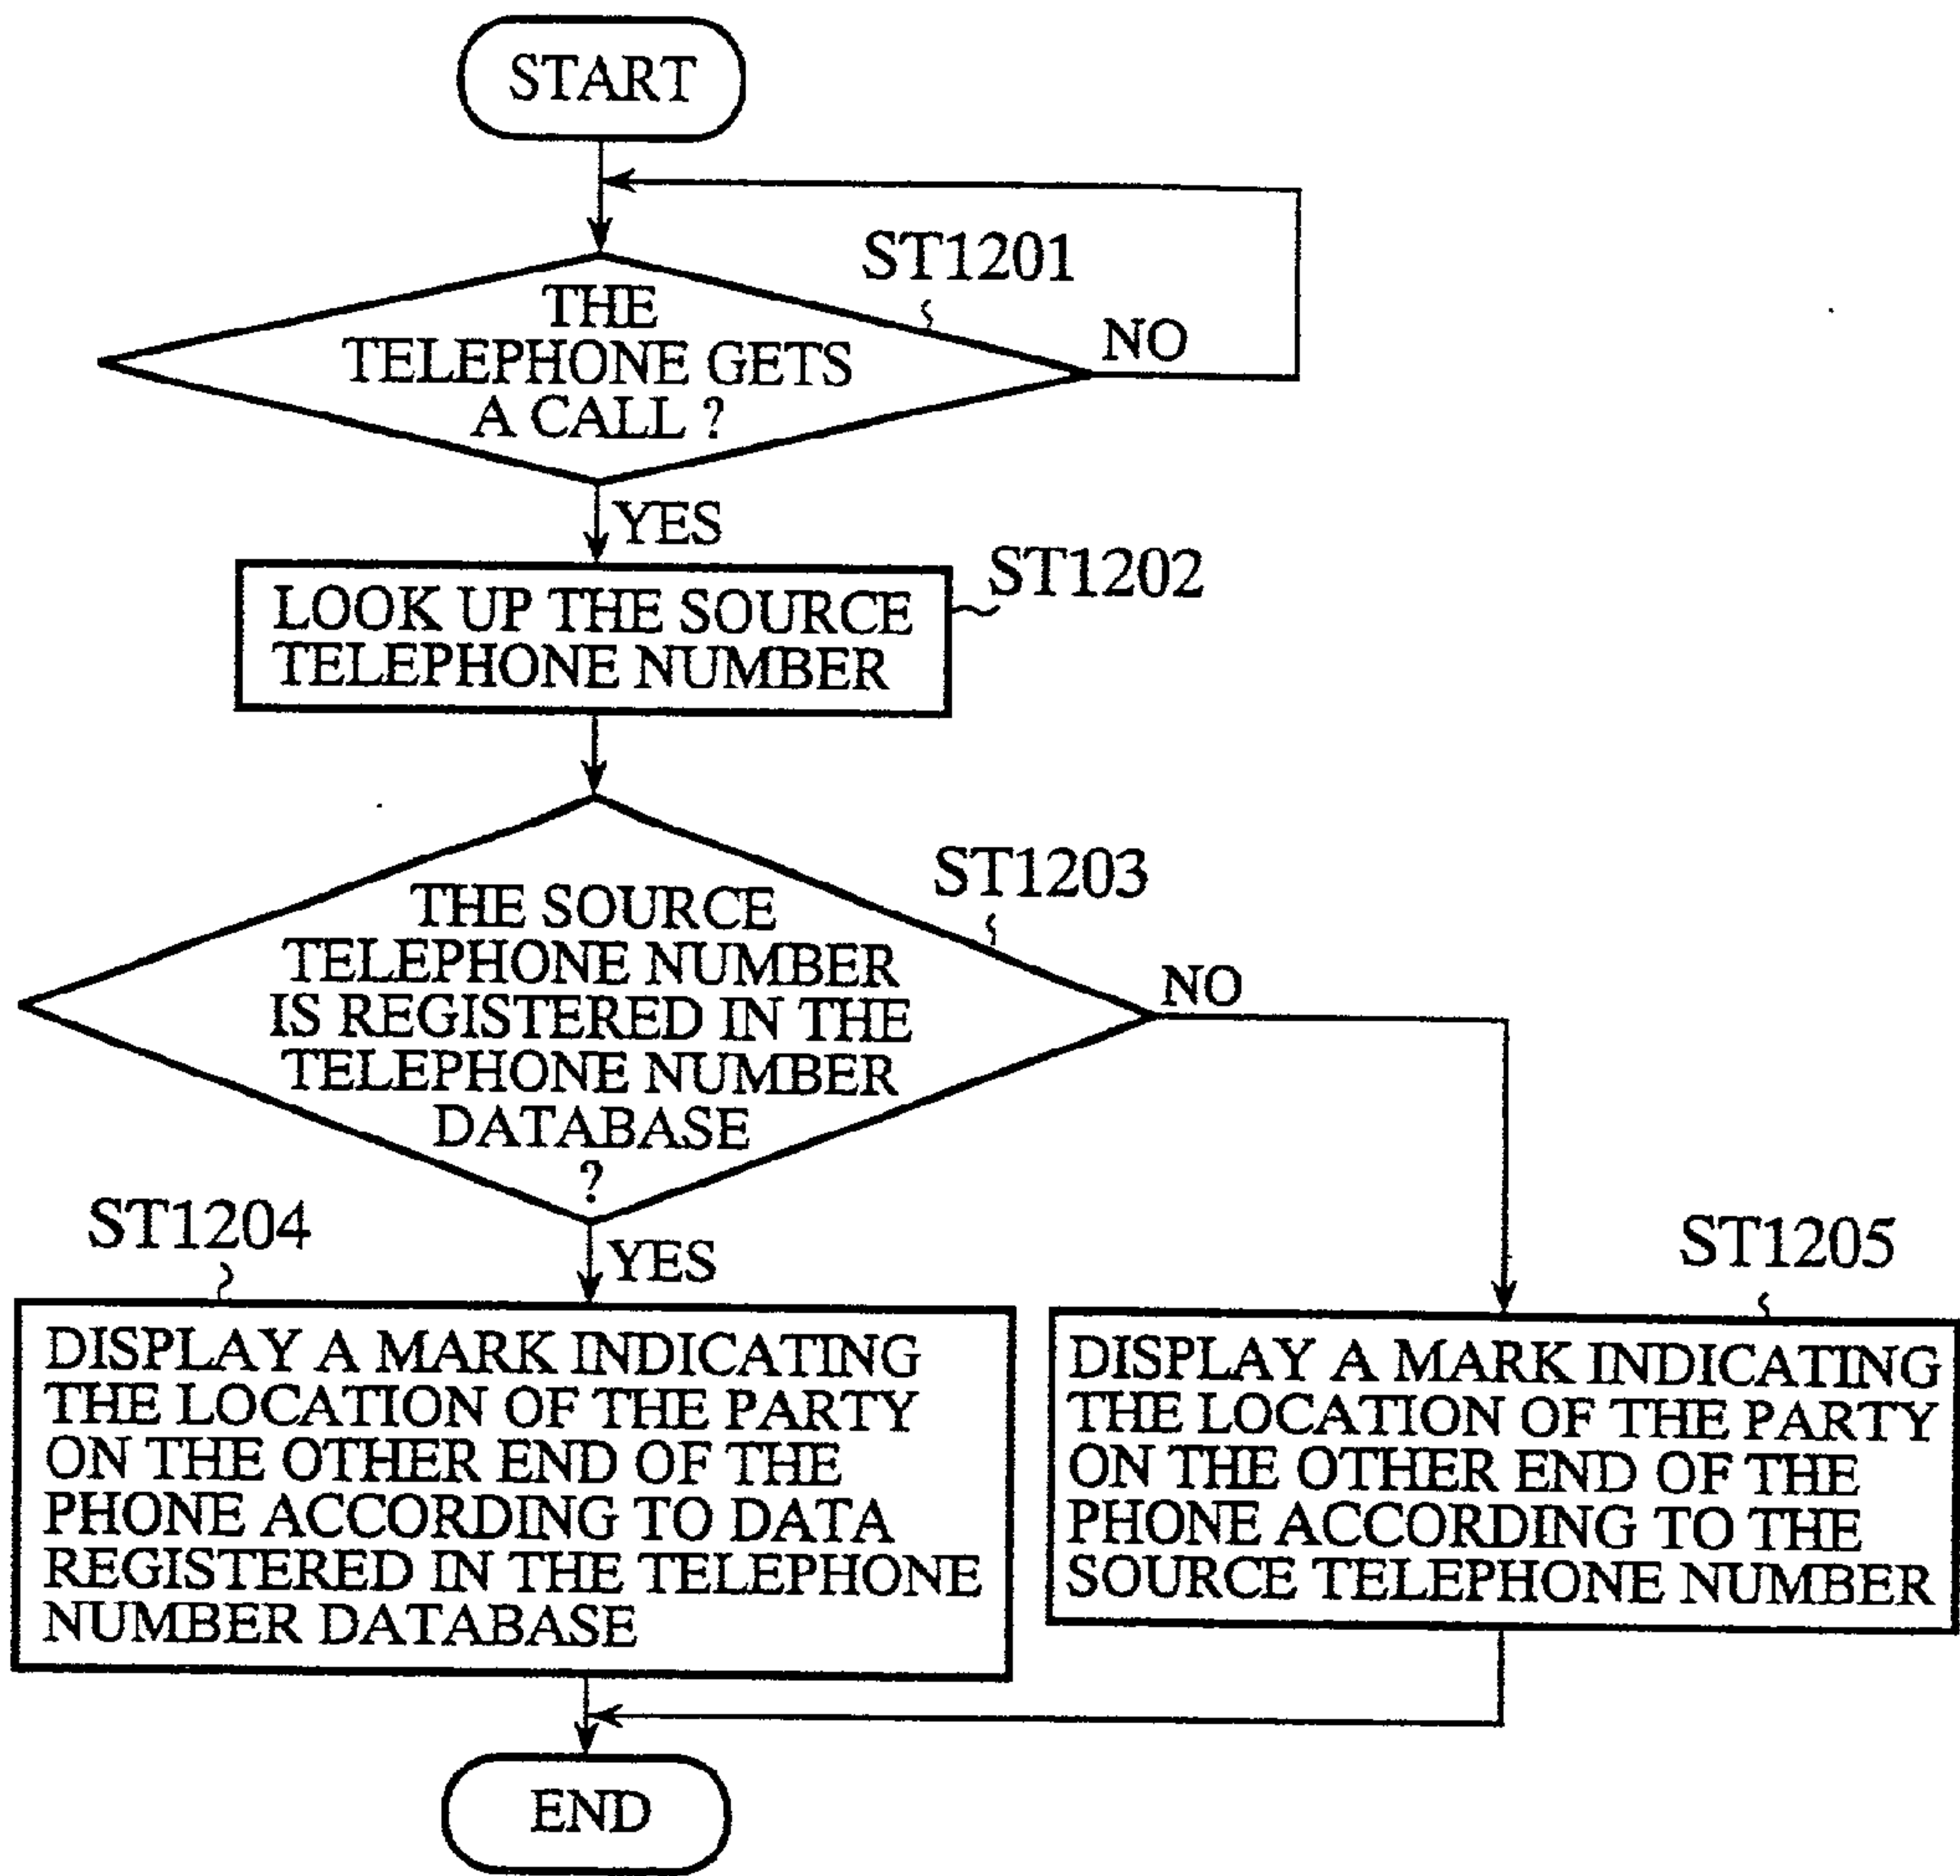 START
ST1201
THE
TELEPHONE GETS
A CALL ?
NO
YES
ST1202
LOOK UP THE SOURCE
TELEPHONE NUMBER
ST1203
THE SOURCE
TELEPHONE NUMBER
IS REGISTERED IN THE
TELEPHONE NUMBER
DATABASE
?
NO
YES
ST1204
DISPLAY A MARK INDICATING
THE LOCATION OF THE PARTY
ON THE OTHER END OF THE
PHONE ACCORDING TO DATA
REGISTERED IN THE TELEPHONE
NUMBER DATABASE
ST1205
DISPLAY A MARK INDICATING
THE LOCATION OF THE PARTY
ON THE OTHER END OF THE
PHONE ACCORDING TO THE
SOURCE TELEPHONE NUMBER
END